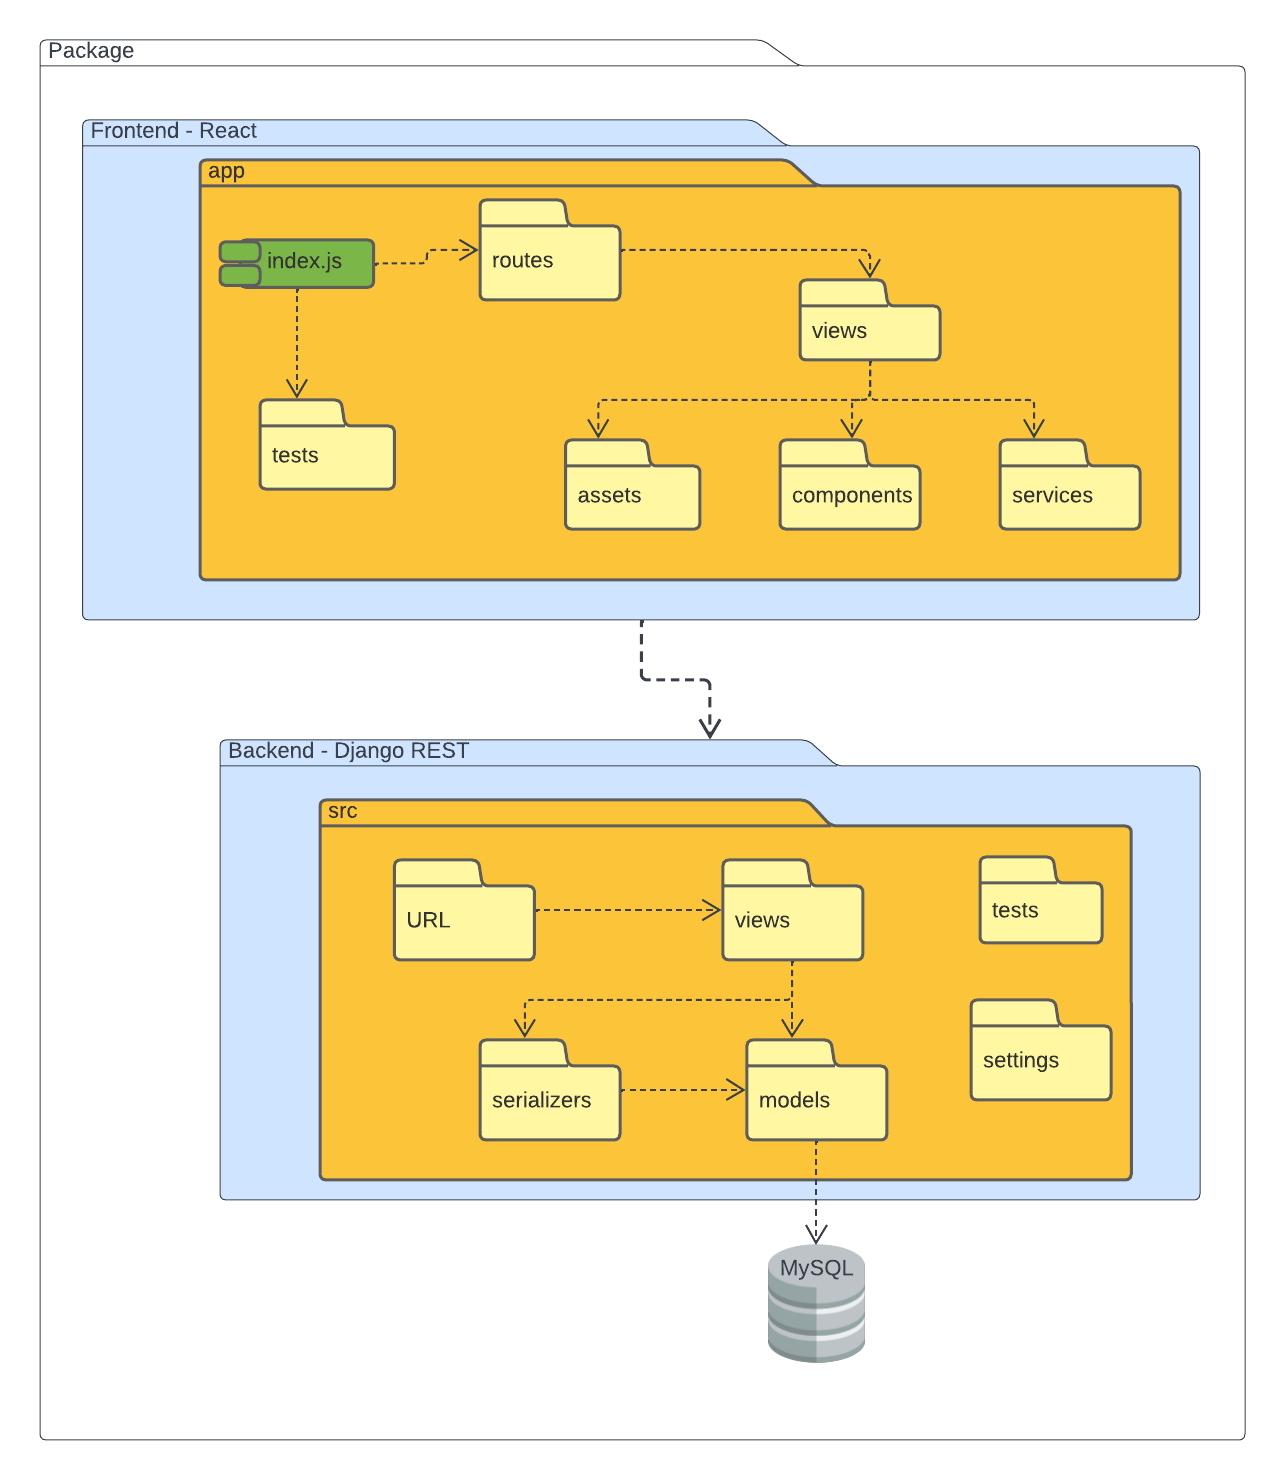 Package
Frontend - React
app
index.js
routes
views
tests
assets
components
services
Backend - Django REST
src
URL
views
tests
settings
serializers
models
MySQL